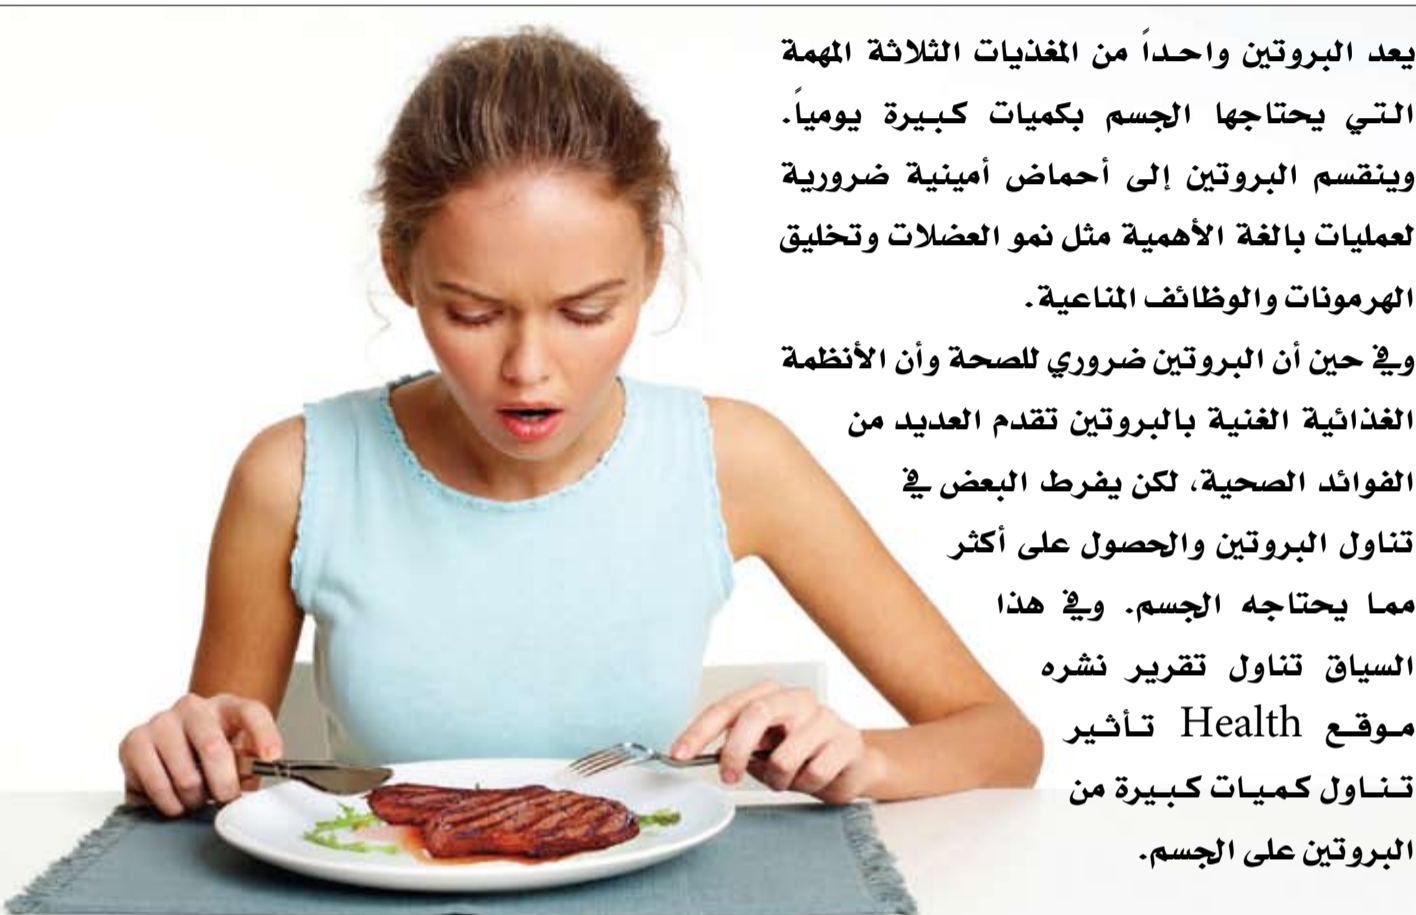 يعد البروتين واحداً من المغذيات الثلاثة المهمة
التي يحتاجها الجسم بكميات كبيرة يومياً.
وينقسم البروتين إلى أحماض أمينية ضرورية
لعمليات بالغة الأهمية مثل نمو العضلات وتخليق
الهرمونات والوظائف المناعية.
وفي حين أن البروتين ضروري للصحة وأن الأنظمة
الغذائية الغنية بالبروتين تقدم العديد من
الفوائد الصحية، لكن يفرط البعض في
تناول البروتين والحصول على أكثر
مما يحتاجه الجسم. وفي هذا
السياق تناول تقرير نشره
موقع Health تأثير
تناول كميات كبيرة من
البروتين على الجسم.